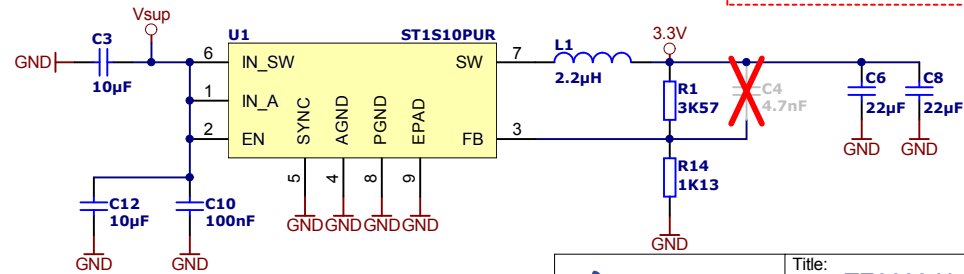 Vsup
C3
GND
10µF
U1
ST1S10PUR
6
IN_SW
1
IN_A
2
EN
SW
7
FB
3
SYNC
AGND
PGND
EPAD
5
4
8
9
GND
GND
GND
GND
L1
2.2µH
3.3V
R1
3K57
C4
4.7nF
C6
22µF
GND
C8
22µF
GND
R14
1K13
GND
C12
10µF
GND
C10
100nF
GND
Title: